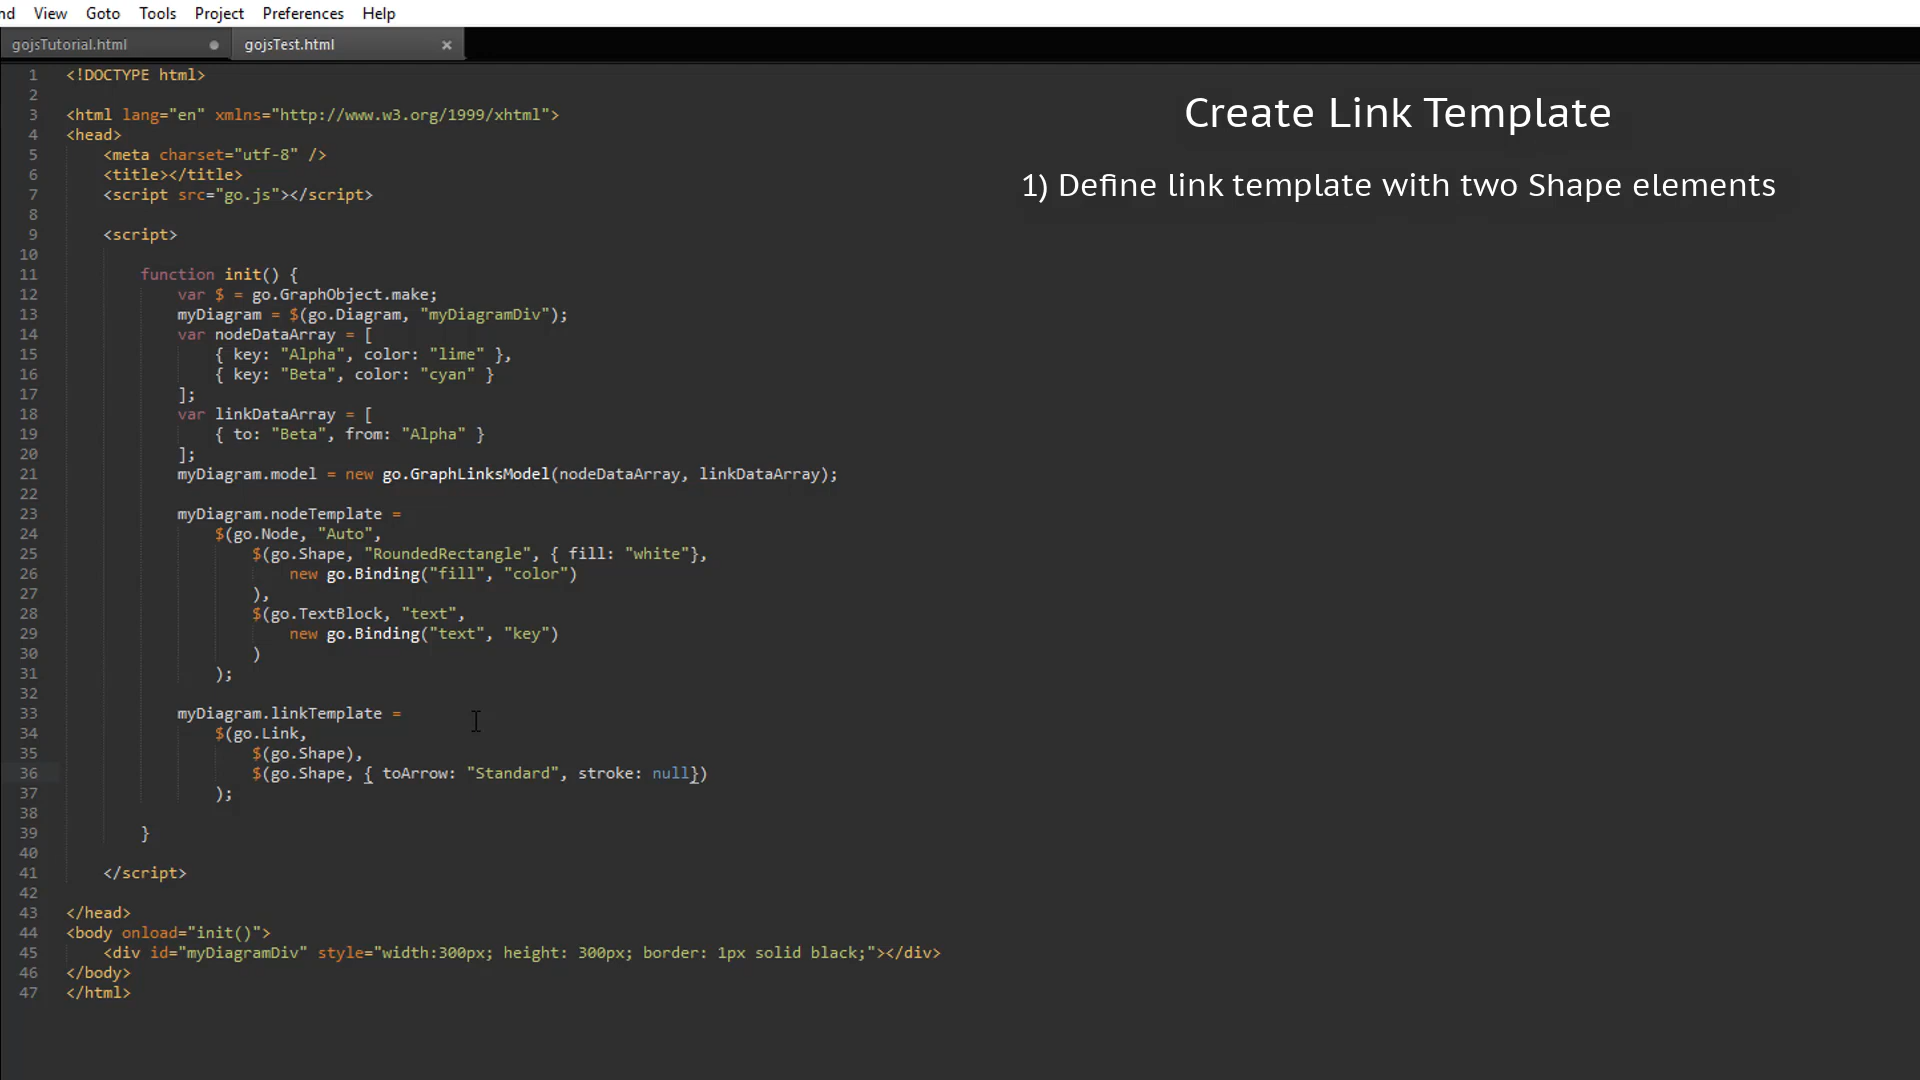 nd View Goto Tools Project Preferences Help
gojsTutorial.html gojsTest.html
Create Link Template
1) Define link template with two Shape elements
1 <!DOCTYPE html>
2
3 <html lang="en" xmlns="http://www.w3.org/1999/xhtml">
4 <head>
5 <meta charset="utf-8" />
6 <title></title>
7 <script src="go.js"></script>
8
9 <script>
10
11 function init() {
12 var $ = go.GraphObject.make;
13 myDiagram = $(go.Diagram, "myDiagramDiv");
14 var nodeDataArray = [
15 { key: "Alpha", color: "lime" },
16 { key: "Beta", color: "cyan" }
17 ];
18 var linkDataArray = [
19 { to: "Beta", from: "Alpha" }
20 ];
21 myDiagram.model = new go.GraphLinksModel(nodeDataArray, linkDataArray);
22
23 myDiagram.nodeTemplate =
24 $(go.Node, "Auto",
25 $(go.Shape, "RoundedRectangle", { fill: "white"},
26 new go.Binding("fill", "color")
27 ),
28 $(go.TextBlock, "text",
29 new go.Binding("text", "key")
30 )
31 );
32
33 myDiagram.linkTemplate =
34 $(go.Link,
35 $(go.Shape),
36 $(go.Shape, { toArrow: "Standard", stroke: null})
37 );
38
39 }
40
41 </script>
42
43 </head>
44 <body onload="init()">
45 <div id="myDiagramDiv" style="width:300px; height: 300px; border: 1px solid black;"></div>
46 </body>
47 </html>